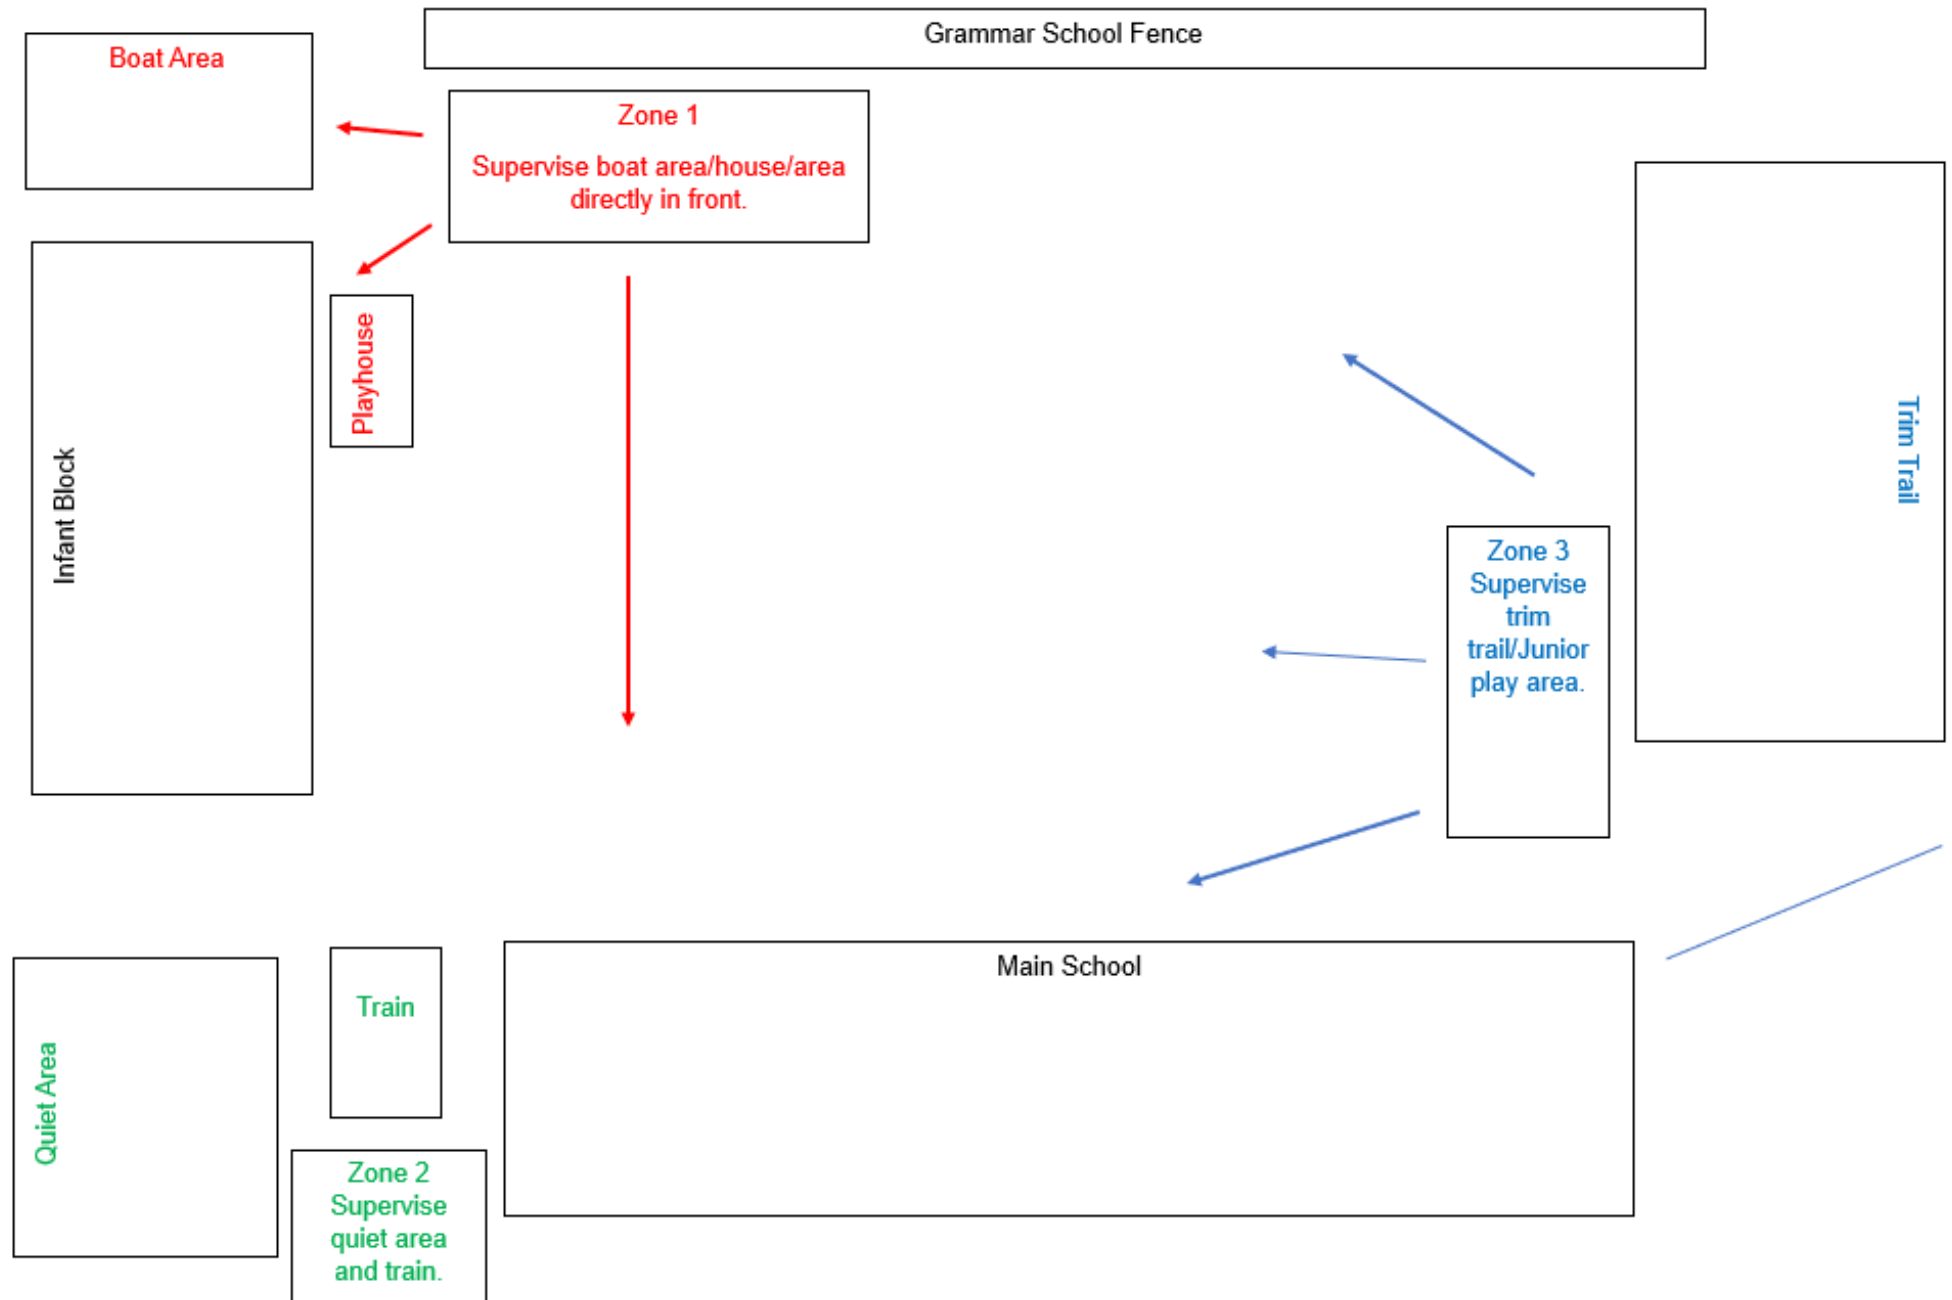 Grammar School Fence
Boat Area
Zone 1
Supervise boat area/house/area
directly in front.
Playhouse
Infant Block
Trim Trail
Zone 3
Supervise
trim
trail/Junior
play area.
Main School
Train
Quiet Area
Zone 2
Supervise
quiet area
and train.